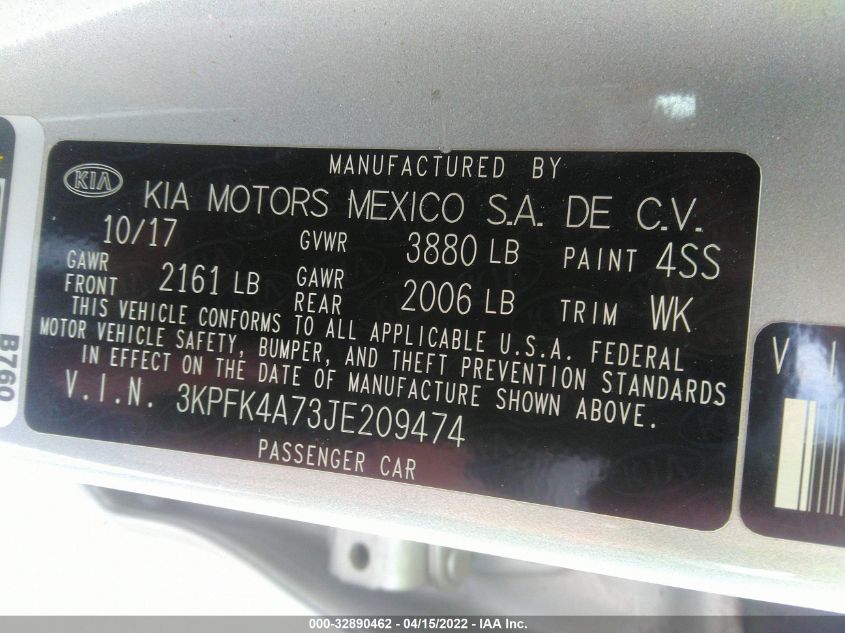 MANUFACTURED BY
KIA KIA MOTORS MEXICO S.A. DE C.V.
10/17 GVWR 3880 LB PAINT 4SS
GAWR FRONT 2161 LB GAWR REAR 2006 LB TRIM WK
THIS VEHICLE CONFORMS TO ALL APPLICABLE U.S.A. FEDERAL
MOTOR VEHICLE SAFETY, BUMPER, AND THEFT PREVENTION STANDARDS
IN EFFECT ON THE DATE OF MANUFACTURE SHOWN ABOVE.
V.I.N. 3KPFK4A73JE209474
PASSENGER CAR
B760
V I
000-32890462 - 04/15/2022 - IAA Inc.